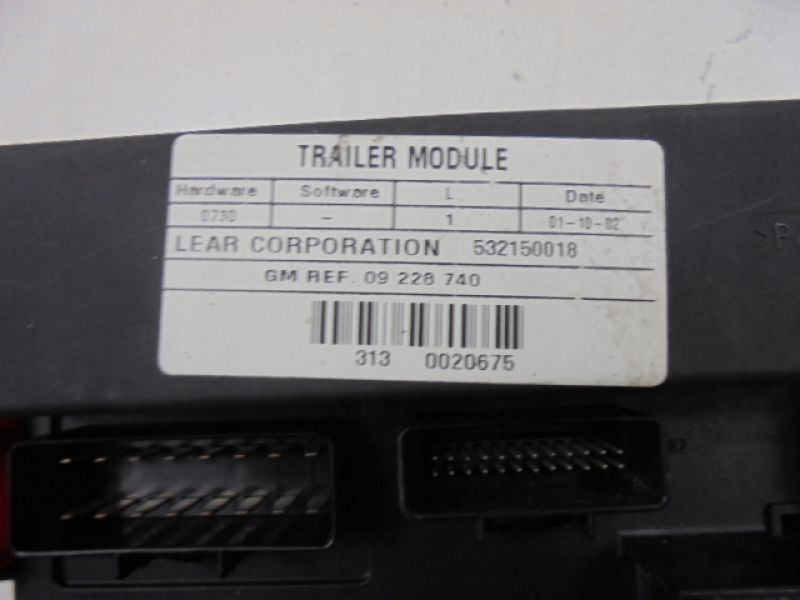 TRAILER MODULE
Hardware Software L Date
– 1 01-10-02
LEAR CORPORATION 532150018
GM REF. 09 228 740
313 0020675